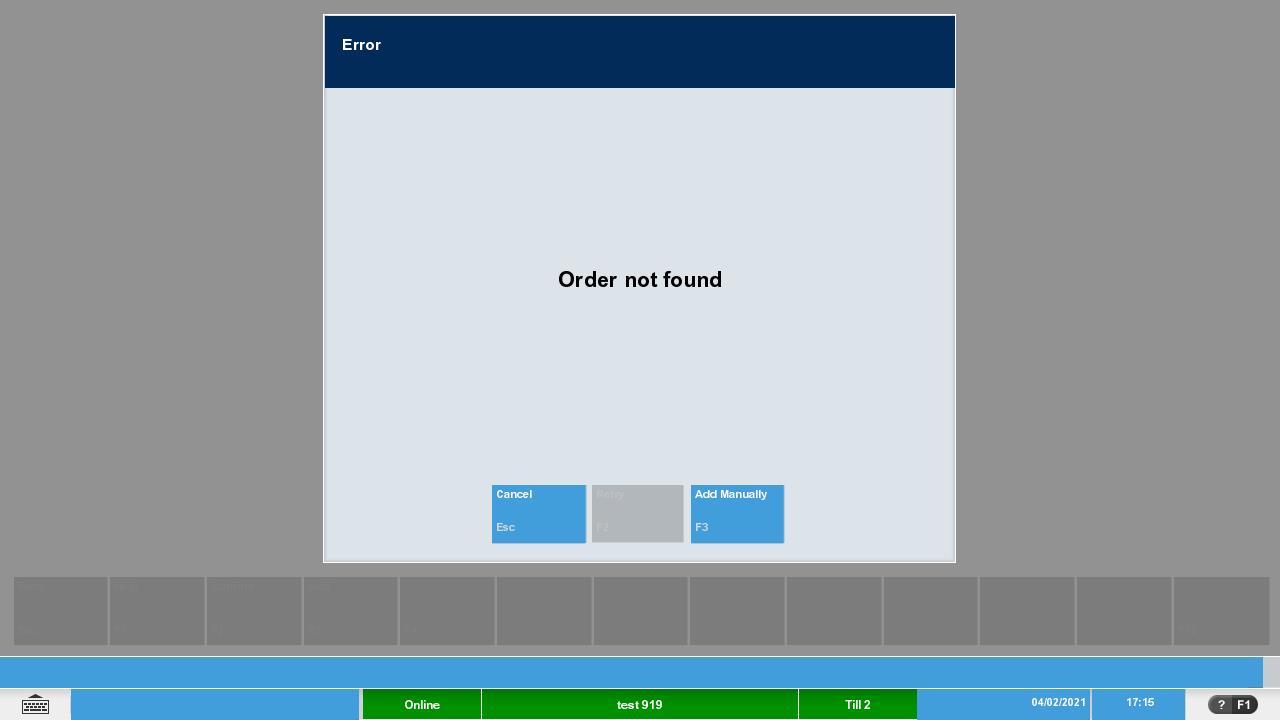 Error
Order not found
Cancel
Esc
Retry
F2
Add Manually
F3
Online
test 919
Till 2
04/02/2021
17:15
? F1